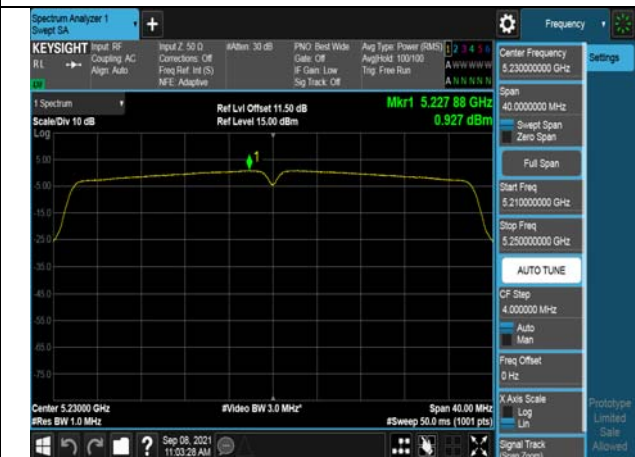 Spectrum Analyzer 1
Swept SA
+
Frequency
KEYSIGHT
RL
Input: RF
Coupling: AC
Align: Auto
Input Z: 50 Ω
Corrections: Off
Freq Ref: Int (S)
NFE: Adaptive
#Atten: 30 dB
PNO: Best Wide
Gate: Off
IF Gain: Low
Sig Track: Off
Avg Type: Power (RMS)
Avg|Hold: 100/100
Trig: Free Run
1 2 3 4 5 6
A W W W W W
A N N N N N
1 Spectrum
Scale/Div 10 dB
Log
Ref Lvl Offset 11.50 dB
Ref Level 15.00 dBm
Mkr1 5.227 88 GHz
0.927 dBm
1
5.00
-5.00
-15.0
-25.0
-35.0
-45.0
-55.0
-65.0
-75.0
Center 5.23000 GHz
#Res BW 1.0 MHz
#Video BW 3.0 MHz*
Span 40.00 MHz
#Sweep 50.0 ms (1001 pts)
Sep 08, 2021
11:03:28 AM
Center Frequency
5.230000000 GHz
Settings
Span
40.0000000 MHz
Swept Span
Zero Span
Full Span
Start Freq
5.210000000 GHz
Stop Freq
5.250000000 GHz
AUTO TUNE
CF Step
4.000000 MHz
Auto
Man
Freq Offset
0 Hz
X Axis Scale
Log
Lin
Signal Track
(Span Zoom)
Prototype
Limited
Sale
Allowed